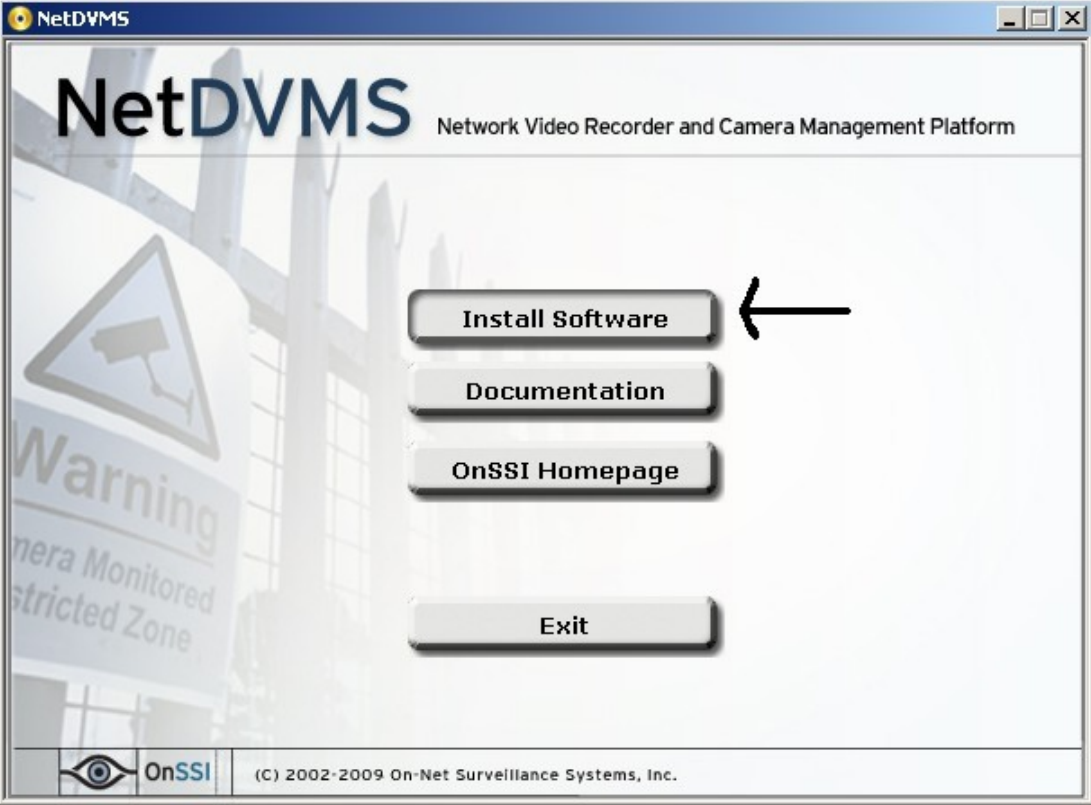 NetDVMS
NetDVMS
Network Video Recorder and Camera Management Platform
Install Software
Documentation
OnSSI Homepage
Warning
mera Monitored
stricted Zone
Exit
OnSSI
(C) 2002-2009 On-Net Surveillance Systems, Inc.